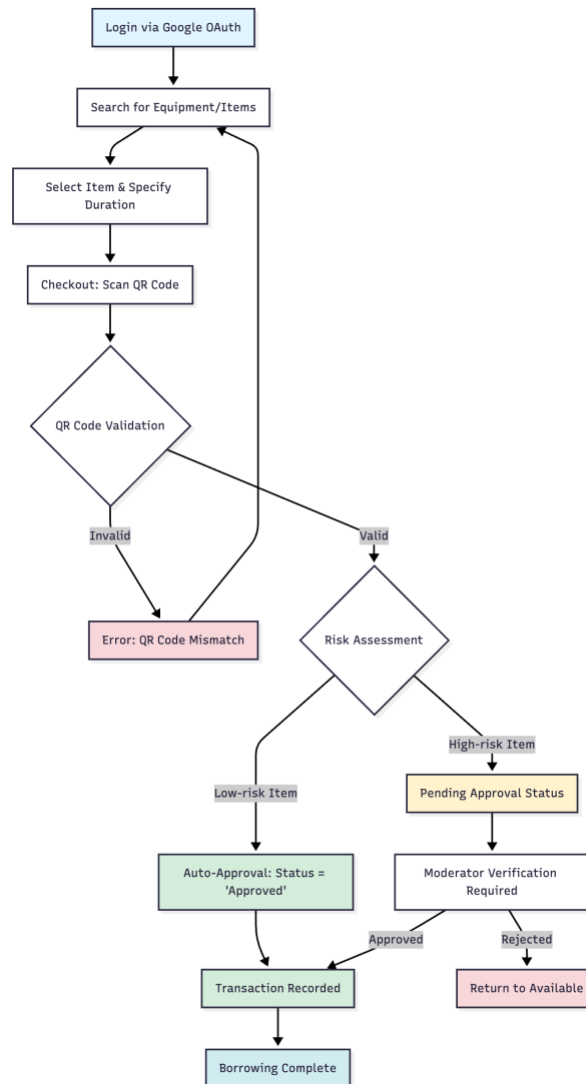 Login via Google OAuth
Search for Equipment/Items
Select Item & Specify
Duration
Checkout: Scan QR Code
QR Code Validation
Invalid
Valid
Error: QR Code Mismatch
Risk Assessment
High-risk Item
Low-risk Item
Pending Approval Status
Auto-Approval: Status =
'Approved'
Moderator Verification
Required
Approved
Rejected
Transaction Recorded
Return to Available
Borrowing Complete